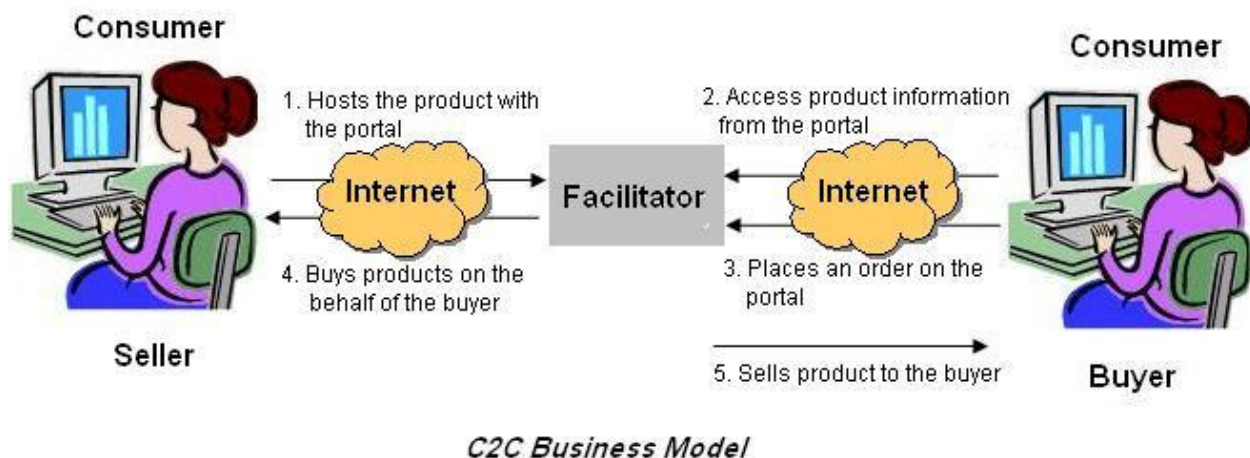 Consumer
Consumer
1. Hosts the product with
the portal
2. Access product information
from the portal
Internet
Facilitator
Internet
4. Buys products on the
behalf of the buyer
3. Places an order on the
portal
Seller
5. Sells product to the buyer
Buyer
C2C Business Model